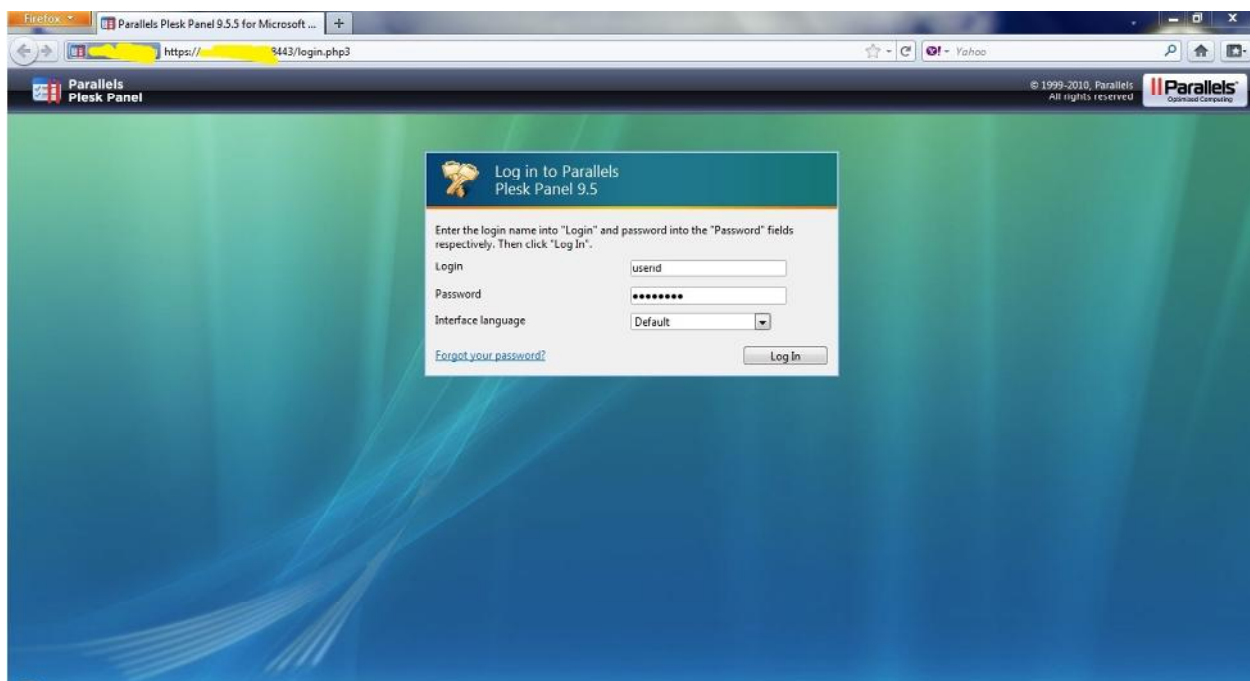 Firefox
Parallels Plesk Panel 9.5.5 for Microsoft ...
+
https://
8443/login.php3
Yahoo
Parallels
Plesk Panel
© 1999-2010, Parallels
All rights reserved
Parallels
Optimized Computing
Log in to Parallels
Plesk Panel 9.5
Enter the login name into "Login" and password into the "Password" fields
respectively. Then click "Log In".
Login
userid
Password
Interface language
Default
Forgot your password?
Log In